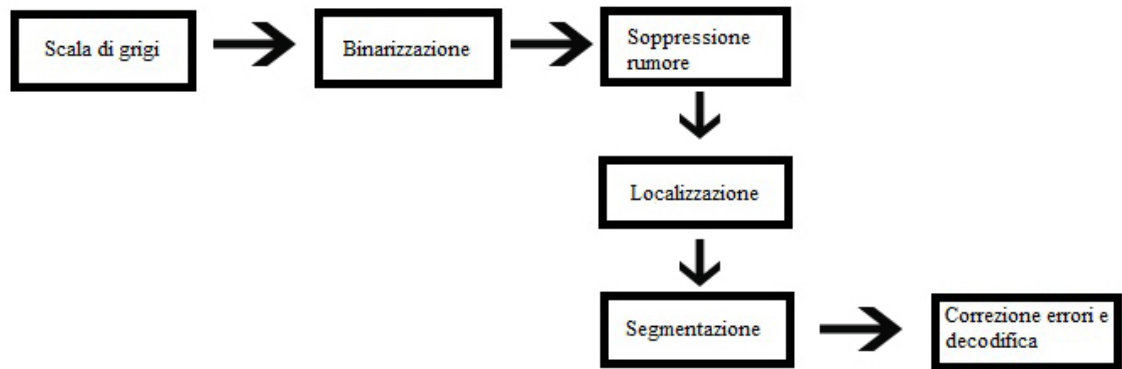 Scala di grigi
Binarizzazione
Soppressione
rumore
Localizzazione
Segmentazione
Correzione errori e
decodifica